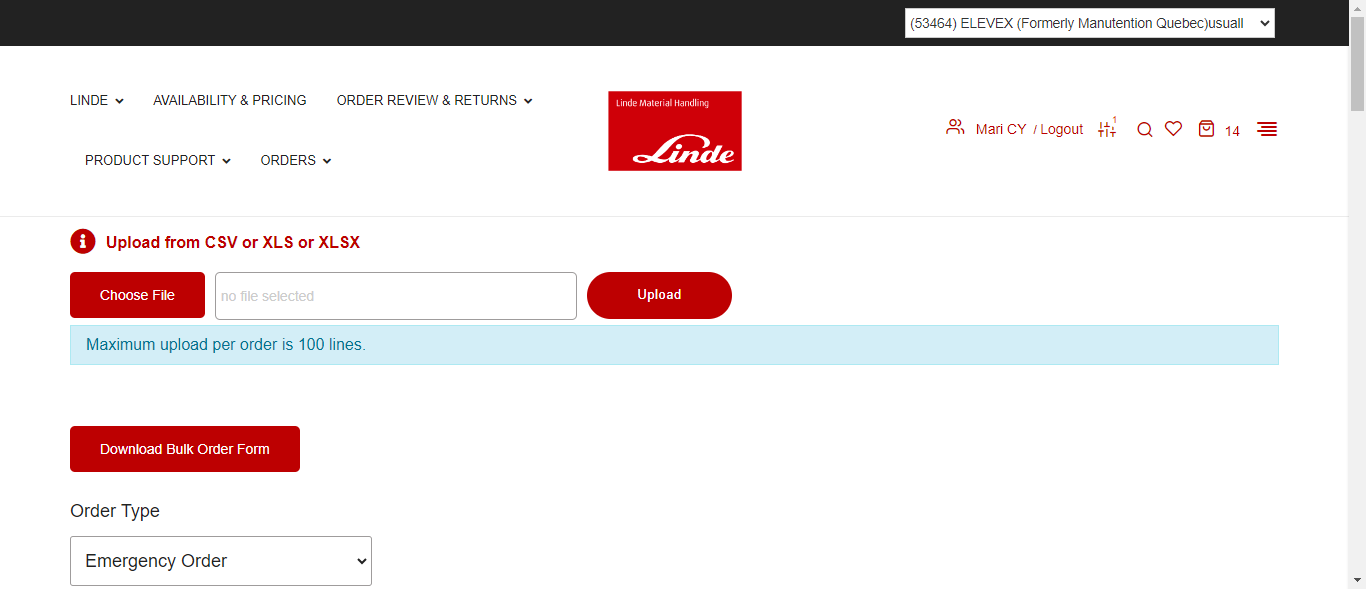 (53464) ELEVEX (Formerly Manutention Quebec)usuall
LINDE
AVAILABILITY & PRICING
ORDER REVIEW & RETURNS
PRODUCT SUPPORT
ORDERS
Linde Material Handling
Linde
Mari CY / Logout
1
14
Upload from CSV or XLS or XLSX
Choose File
no file selected
Upload
Maximum upload per order is 100 lines.
Download Bulk Order Form
Order Type
Emergency Order